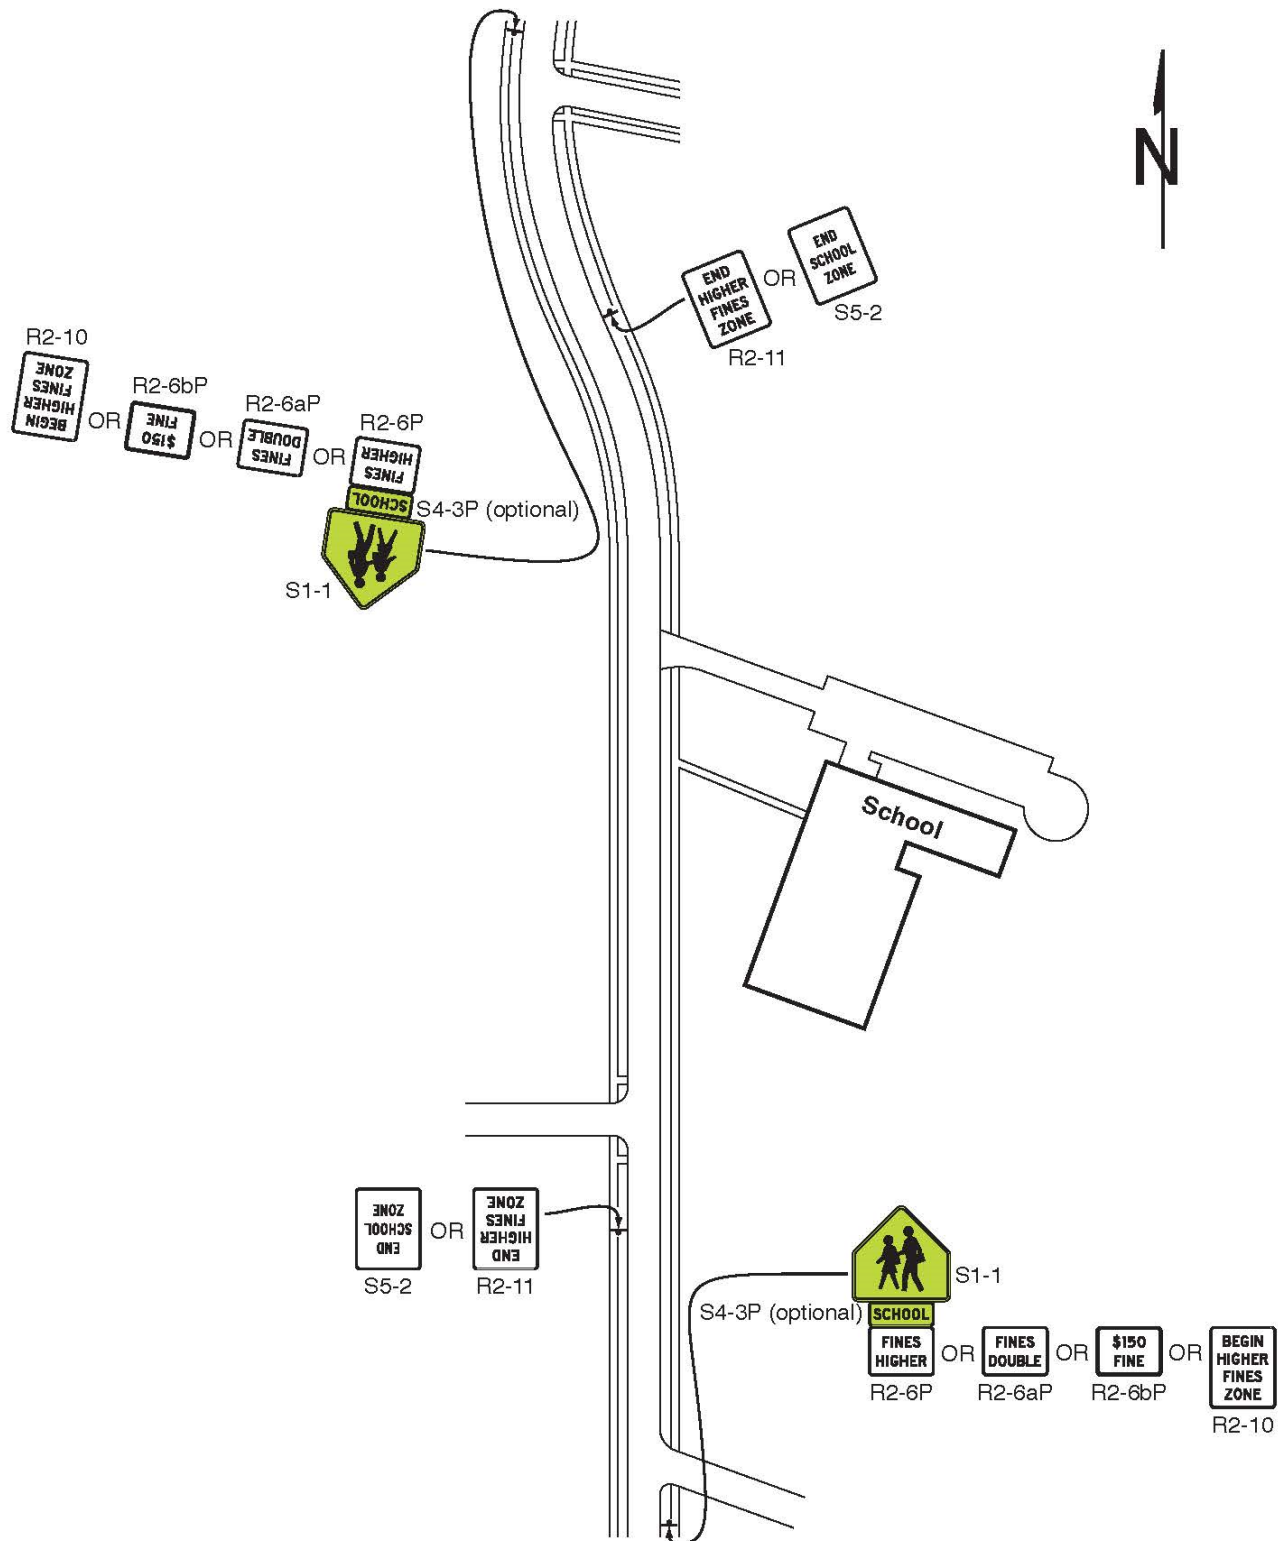 N
END
SCHOOL
ZONE
OR
S5-2
END
HIGHER
FINES
ZONE
R2-11
R2-10
BEGIN
HIGHER
FINES
ZONE
OR
R2-6bP
$150
FINE
OR
R2-6aP
FINES
DOUBLE
OR
R2-6P
FINES
HIGHER
SCHOOL
S4-3P (optional)
S1-1
School
END
SCHOOL
ZONE
S5-2
OR
END
HIGHER
FINES
ZONE
R2-11
S1-1
S4-3P (optional)
SCHOOL
FINES
HIGHER
R2-6P
OR
FINES
DOUBLE
R2-6aP
OR
$150
FINE
R2-6bP
OR
BEGIN
HIGHER
FINES
ZONE
R2-10